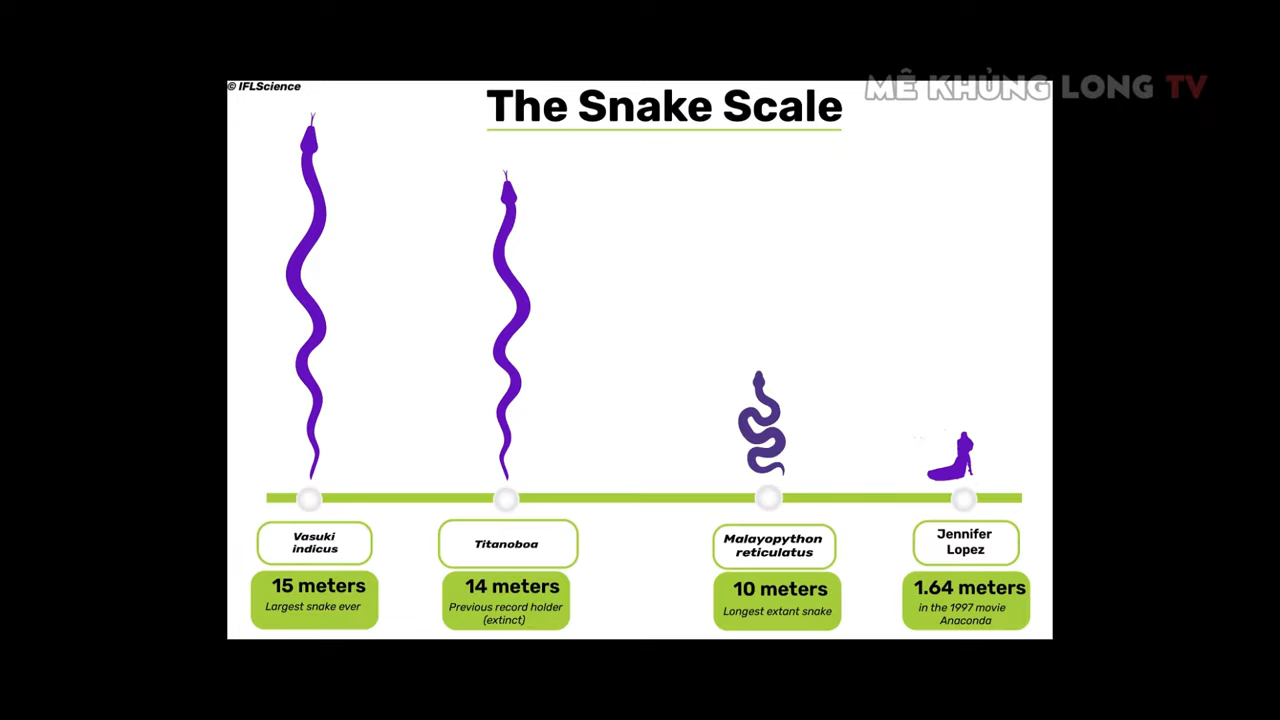 © IFLScience
MÊ KHỦNG LONG TV
The Snake Scale
Vasuki
indicus
15 meters
Largest snake ever
Titanoboa
14 meters
Previous record holder
(extinct)
Malayopython
reticulatus
10 meters
Longest extant snake
Jennifer
Lopez
1.64 meters
in the 1997 movie
Anaconda